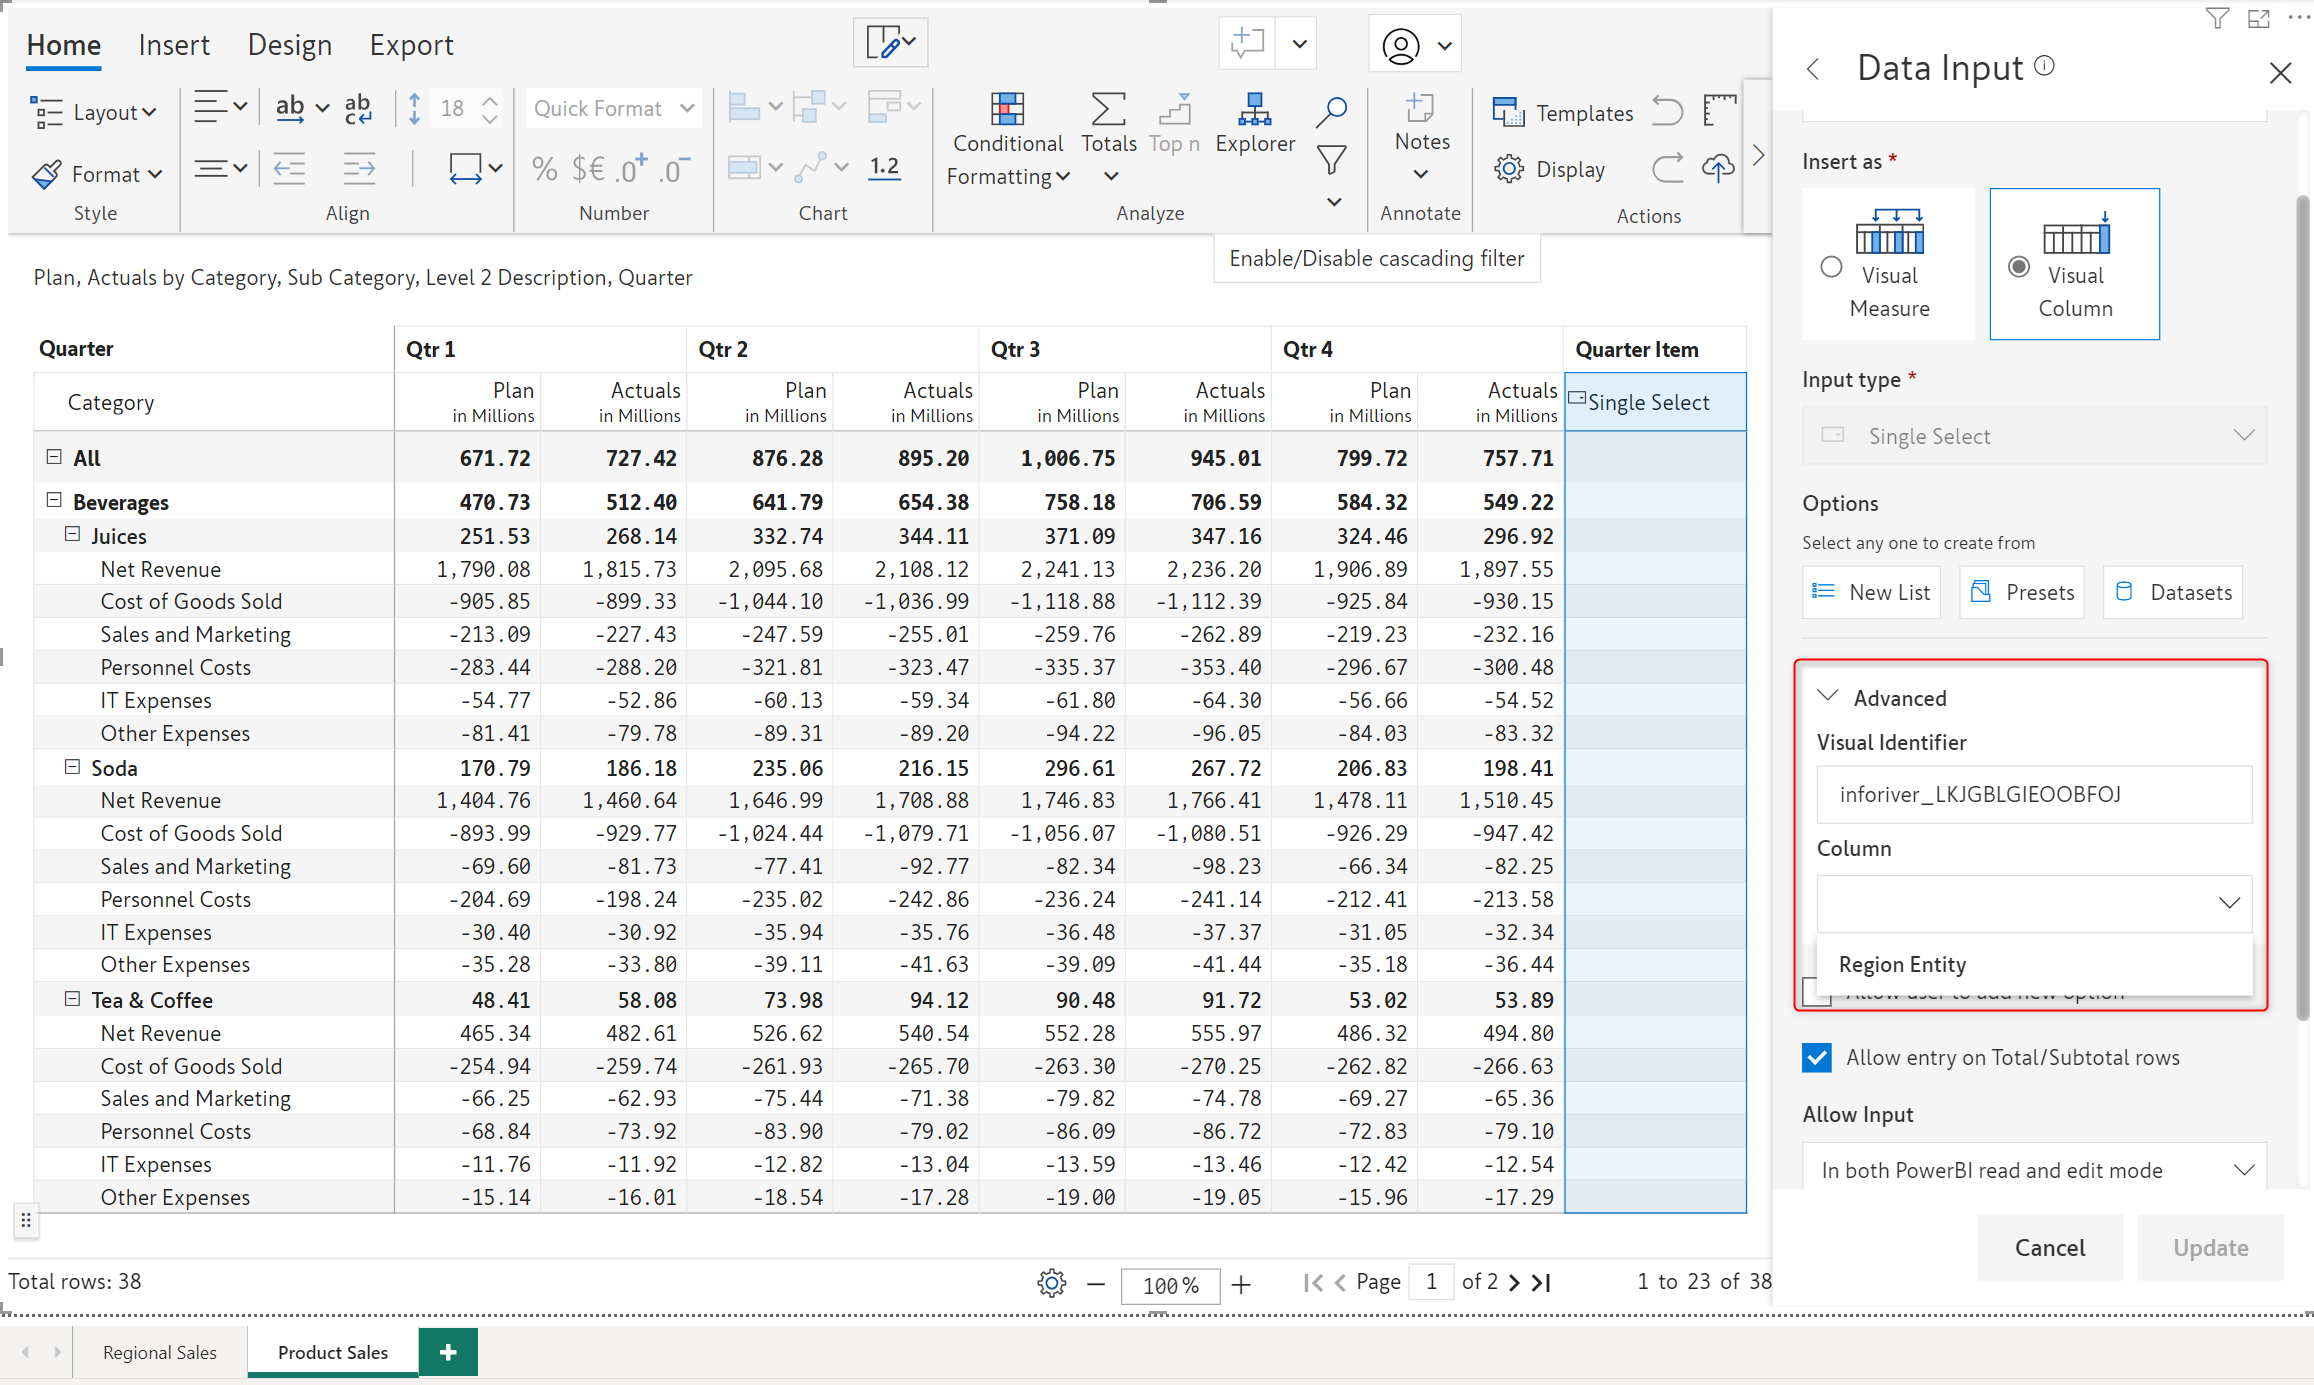 Home Insert Design Export
Layout 18 Quick Format Conditional Formatting Totals Top n Explorer Notes Templates
Format % $€ .0+ .0- 1.2 Display
Style Align Number Chart Analyze Annotate Actions
Enable/Disable cascading filter
Plan, Actuals by Category, Sub Category, Level 2 Description, Quarter
Quarter Qtr 1 Qtr 2 Qtr 3 Qtr 4 Quarter Item
Category Plan Actuals Plan Actuals Plan Actuals Plan Actuals Single Select
in Millions in Millions in Millions in Millions in Millions in Millions in Millions in Millions
All 671.72 727.42 876.28 895.20 1,006.75 945.01 799.72 757.71
Beverages 470.73 512.40 641.79 654.38 758.18 706.59 584.32 549.22
Juices 251.53 268.14 332.74 344.11 371.09 347.16 324.46 296.92
Net Revenue 1,790.08 1,815.73 2,095.68 2,108.12 2,241.13 2,236.20 1,906.89 1,897.55
Cost of Goods Sold -905.85 -899.33 -1,044.10 -1,036.99 -1,118.88 -1,112.39 -925.84 -930.15
Sales and Marketing -213.09 -227.43 -247.59 -255.01 -259.76 -262.89 -219.23 -232.16
Personnel Costs -283.44 -288.20 -321.81 -323.47 -335.37 -353.40 -296.67 -300.48
IT Expenses -54.77 -52.86 -60.13 -59.34 -61.80 -64.30 -56.66 -54.52
Other Expenses -81.41 -79.78 -89.31 -89.20 -94.22 -96.05 -84.03 -83.32
Soda 170.79 186.18 235.06 216.15 296.61 267.72 206.83 198.41
Net Revenue 1,404.76 1,460.64 1,646.99 1,708.88 1,746.83 1,766.41 1,478.11 1,510.45
Cost of Goods Sold -893.99 -929.77 -1,024.44 -1,079.71 -1,056.07 -1,080.51 -926.29 -947.42
Sales and Marketing -69.60 -81.73 -77.41 -92.77 -82.34 -98.23 -66.34 -82.25
Personnel Costs -204.69 -198.24 -235.02 -242.86 -236.24 -241.14 -212.41 -213.58
IT Expenses -30.40 -30.92 -35.94 -35.76 -36.48 -37.37 -31.05 -32.34
Other Expenses -35.28 -33.80 -39.11 -41.63 -39.09 -41.44 -35.18 -36.44
Tea & Coffee 48.41 58.08 73.98 94.12 90.48 91.72 53.02 53.89
Net Revenue 465.34 482.61 526.62 540.54 552.28 555.97 486.32 494.80
Cost of Goods Sold -254.94 -259.74 -261.93 -265.70 -263.30 -270.25 -262.82 -266.63
Sales and Marketing -66.25 -62.93 -75.44 -71.38 -79.82 -74.78 -69.27 -65.36
Personnel Costs -68.84 -73.92 -83.90 -79.02 -86.09 -86.72 -72.83 -79.10
IT Expenses -11.76 -11.92 -12.82 -13.04 -13.59 -13.46 -12.42 -12.54
Other Expenses -15.14 -16.01 -18.54 -17.28 -19.00 -19.05 -15.96 -17.29
Total rows: 38 100 % Page 1 of 2 1 to 23 of 38
Regional Sales Product Sales
Data Input
Insert as *
Visual Measure
Visual Column
Input type *
Single Select
Options
Select any one to create from
New List Presets Datasets
Advanced
Visual Identifier
inforiver_LKJGBLGIEOOBFOJ
Column
Region Entity
Allow user to add new option
Allow entry on Total/Subtotal rows
Allow Input
In both PowerBI read and edit mode
Cancel Update